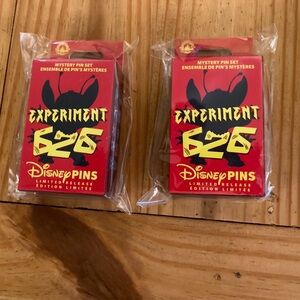 MYSTERY PIN SET
ENSEMBLE DE PIN'S MYSTÈRES
EXPERIMENT
626
Disney PINS
LIMITED RELEASE
ÉDITION LIMITÉE
MYSTERY PIN SET
ENSEMBLE DE PIN'S MYSTÈRES
EXPERIMENT
626
Disney PINS
LIMITED RELEASE
ÉDITION LIMITÉE